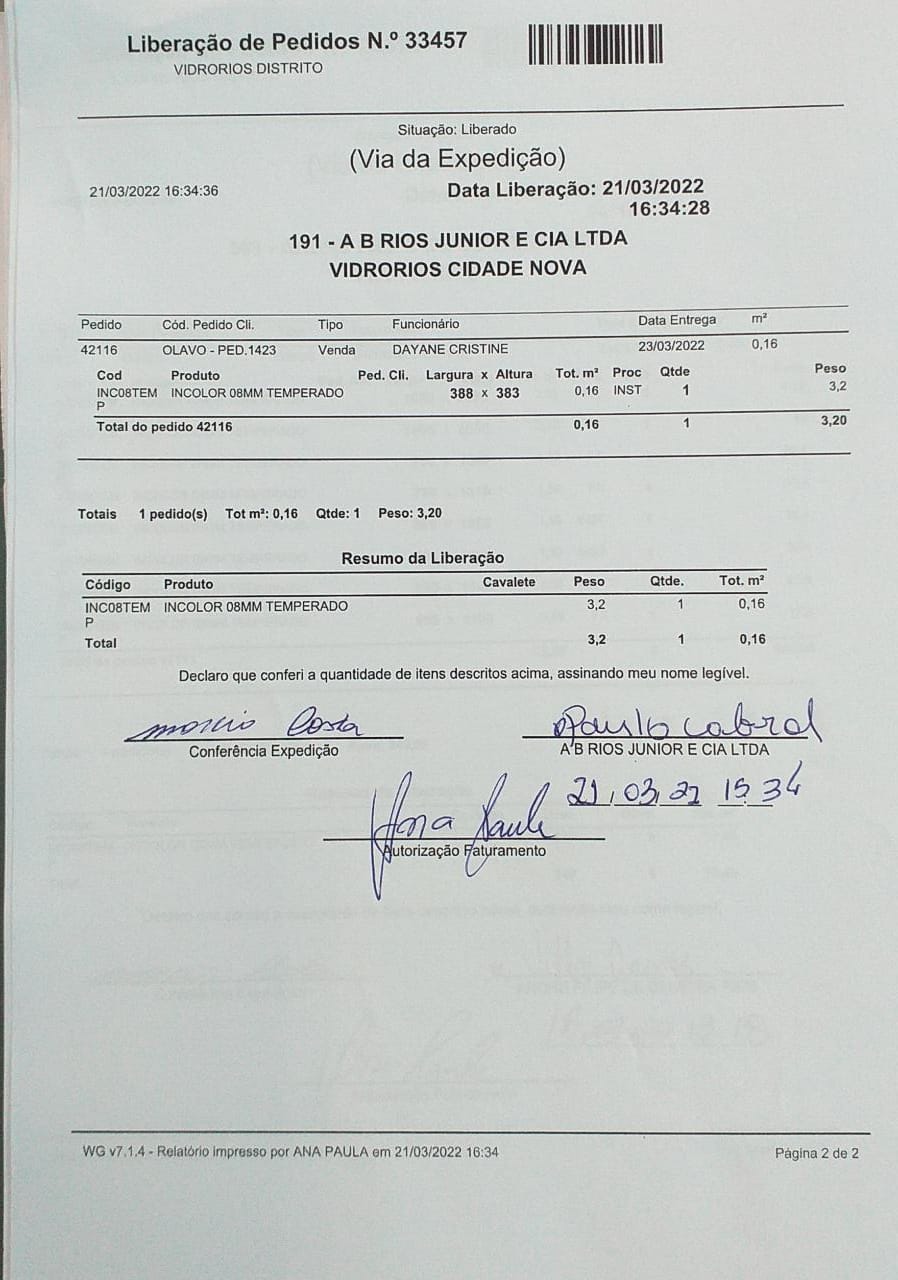 Liberação de Pedidos N.º 33457
VIDRORIOS DISTRITO
Situação: Liberado
(Via da Expedição)
21/03/2022 16:34:36 Data Liberação: 21/03/2022
16:34:28
191 - A B RIOS JUNIOR E CIA LTDA
VIDRORIOS CIDADE NOVA
Pedido Cód. Pedido Cli. Tipo Funcionário Data Entrega m²
42116 OLAVO - PED.1423 Venda DAYANE CRISTINE 23/03/2022 0,16
Cod Produto Ped. Cli. Largura x Altura Tot. m² Proc Qtde Peso
INC08TEM INCOLOR 08MM TEMPERADO 388 x 383 0,16 INST 1 3,2
P
Total do pedido 42116 0,16 1 3,20
Totais 1 pedido(s) Tot m²: 0,16 Qtde: 1 Peso: 3,20
Resumo da Liberação
Código Produto Cavalete Peso Qtde. Tot. m²
INC08TEM INCOLOR 08MM TEMPERADO 3,2 1 0,16
P
Total 3,2 1 0,16
Declaro que conferi a quantidade de itens descritos acima, assinando meu nome legível.
marcio Costa Paulo Cabral
Conferência Expedição A B RIOS JUNIOR E CIA LTDA
21,03,22 15 34
Ana Paula
Autorização Faturamento
WG v7.1.4 - Relatório impresso por ANA PAULA em 21/03/2022 16:34 Página 2 de 2